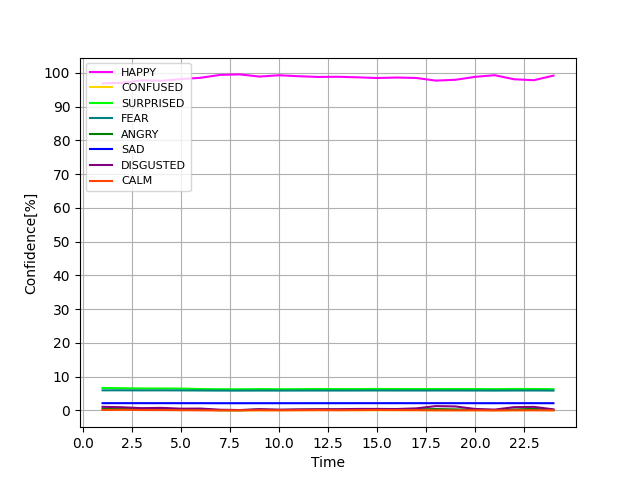 100
90
80
70
60
50
40
30
20
10
0
Confidence[%]
HAPPY
CONFUSED
SURPRISED
FEAR
ANGRY
SAD
DISGUSTED
CALM
0.0 2.5 5.0 7.5 10.0 12.5 15.0 17.5 20.0 22.5
Time